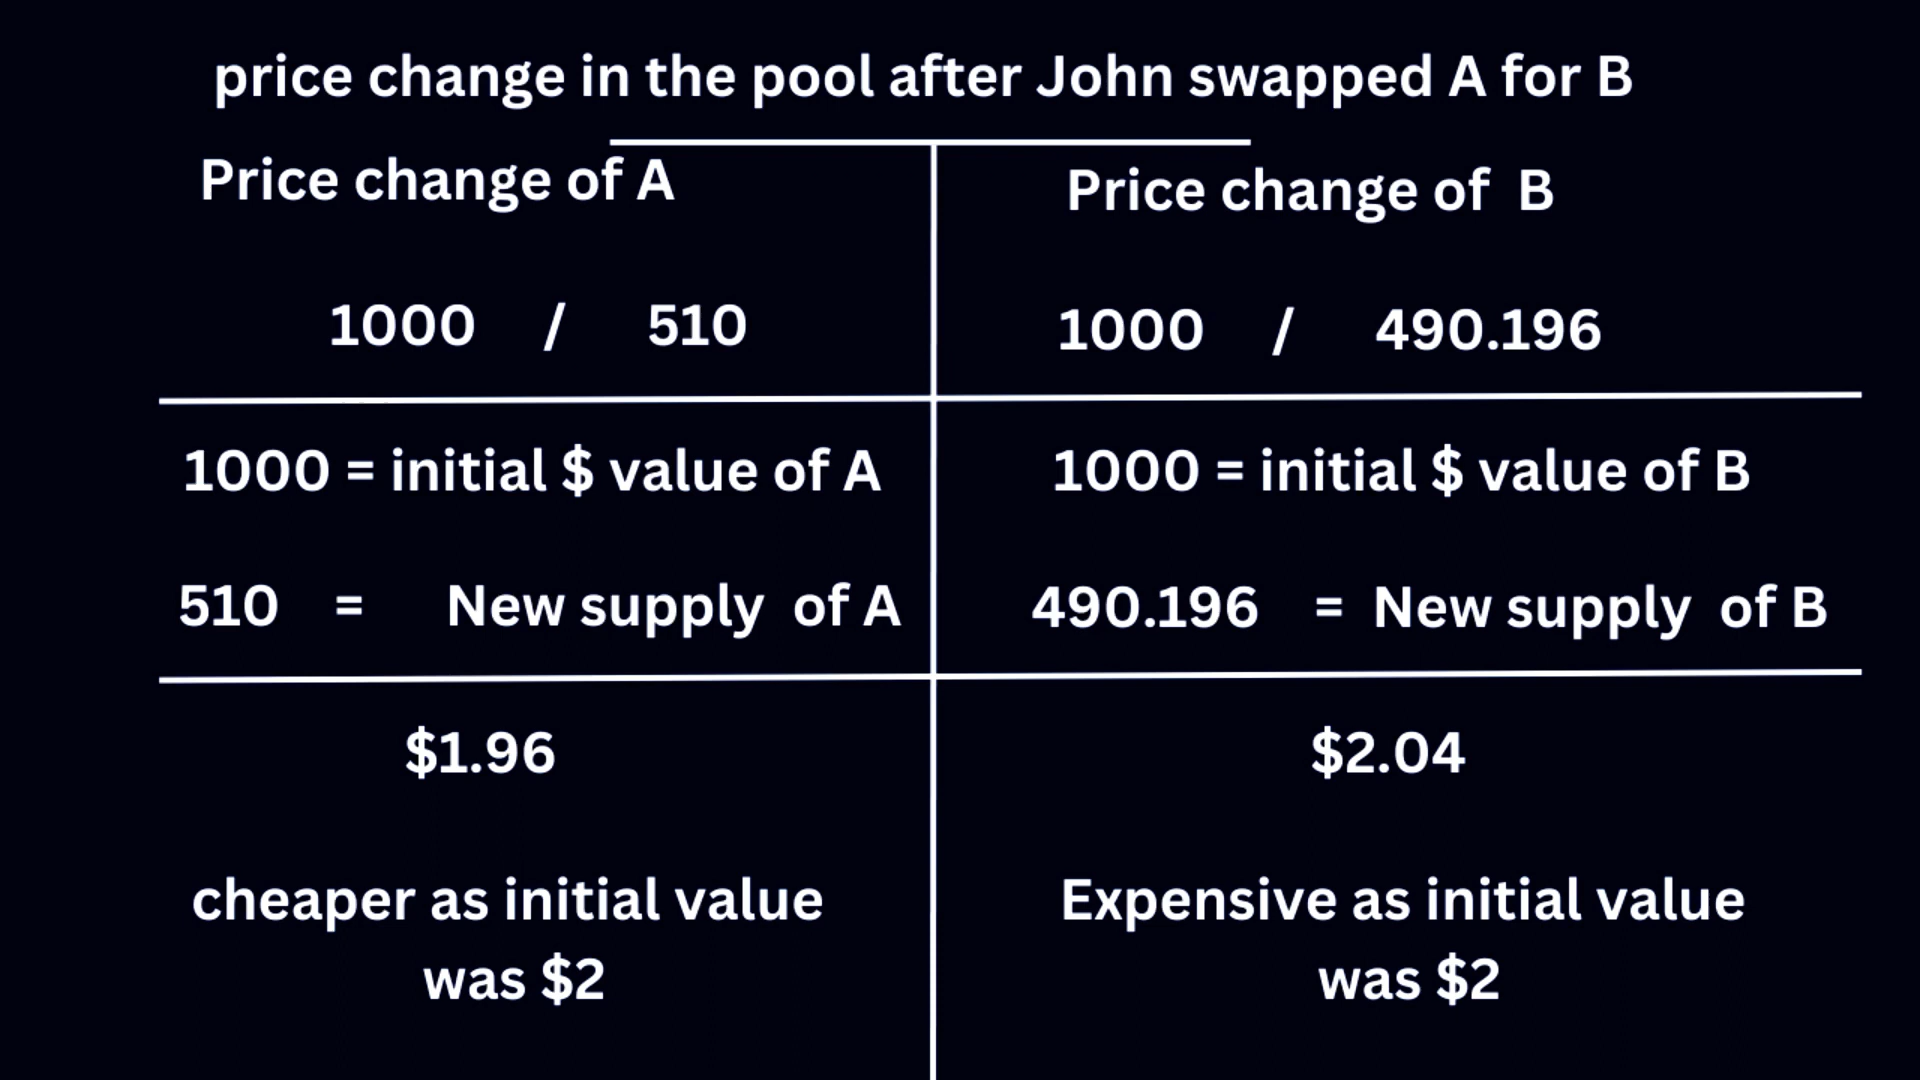 price change in the pool after John swapped A for B
Price change of A
1000 / 510
1000 = initial $ value of A
510 = New supply of A
$1.96
cheaper as initial value
was $2
Price change of B
1000 / 490.196
1000 = initial $ value of B
490.196 = New supply of B
$2.04
Expensive as initial value
was $2